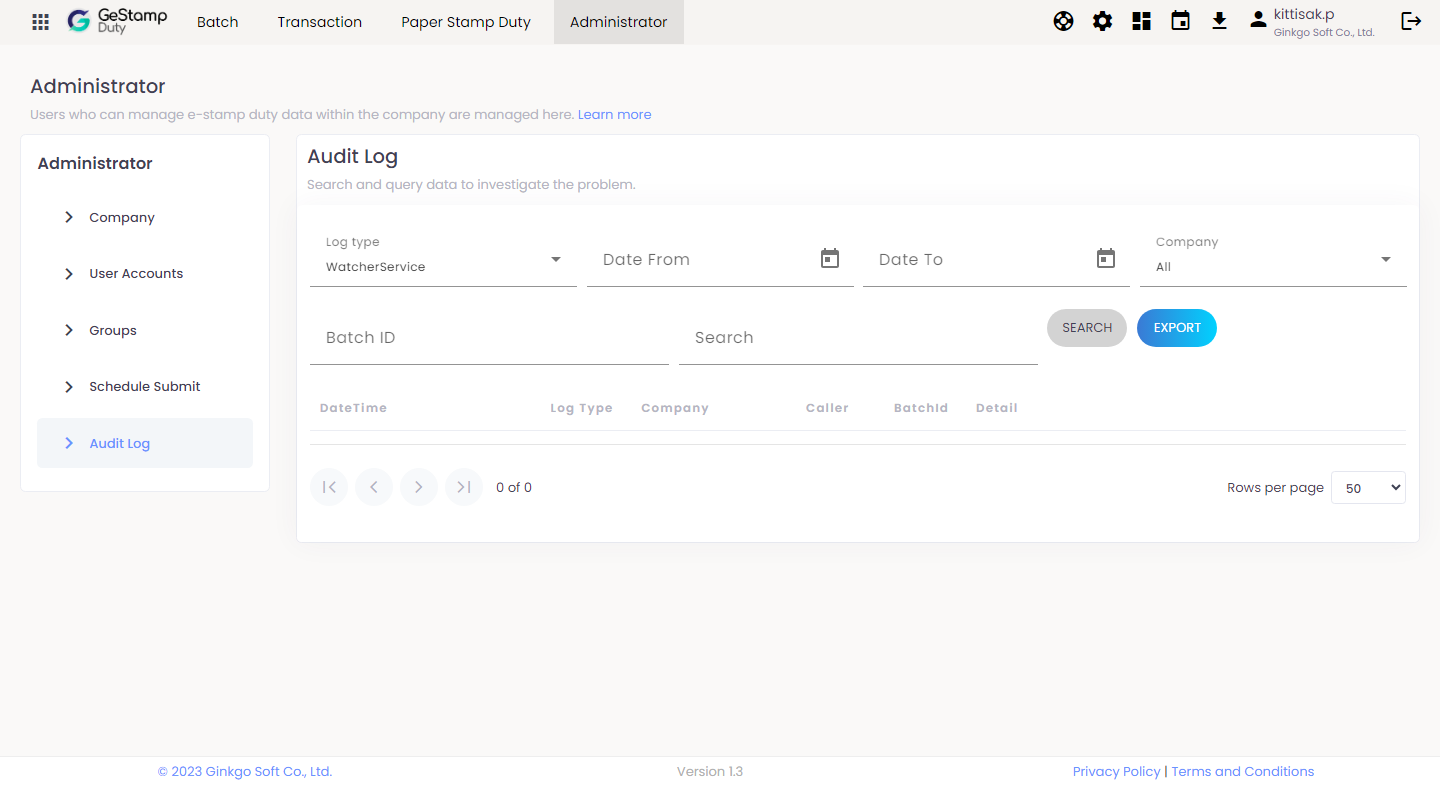 GeStamp Duty Batch Transaction Paper Stamp Duty Administrator kittisak.p
Ginkgo Soft Co., Ltd.
Administrator
Users who can manage e-stamp duty data within the company are managed here. Learn more
Administrator
Company
User Accounts
Groups
Schedule Submit
Audit Log
Audit Log
Search and query data to investigate the problem.
Log type
WatcherService
Date From
Date To
Company
All
Batch ID
Search
SEARCH
EXPORT
DateTime Log Type Company Caller BatchId Detail
0 of 0
Rows per page 50
© 2023 Ginkgo Soft Co., Ltd. Version 1.3 Privacy Policy | Terms and Conditions